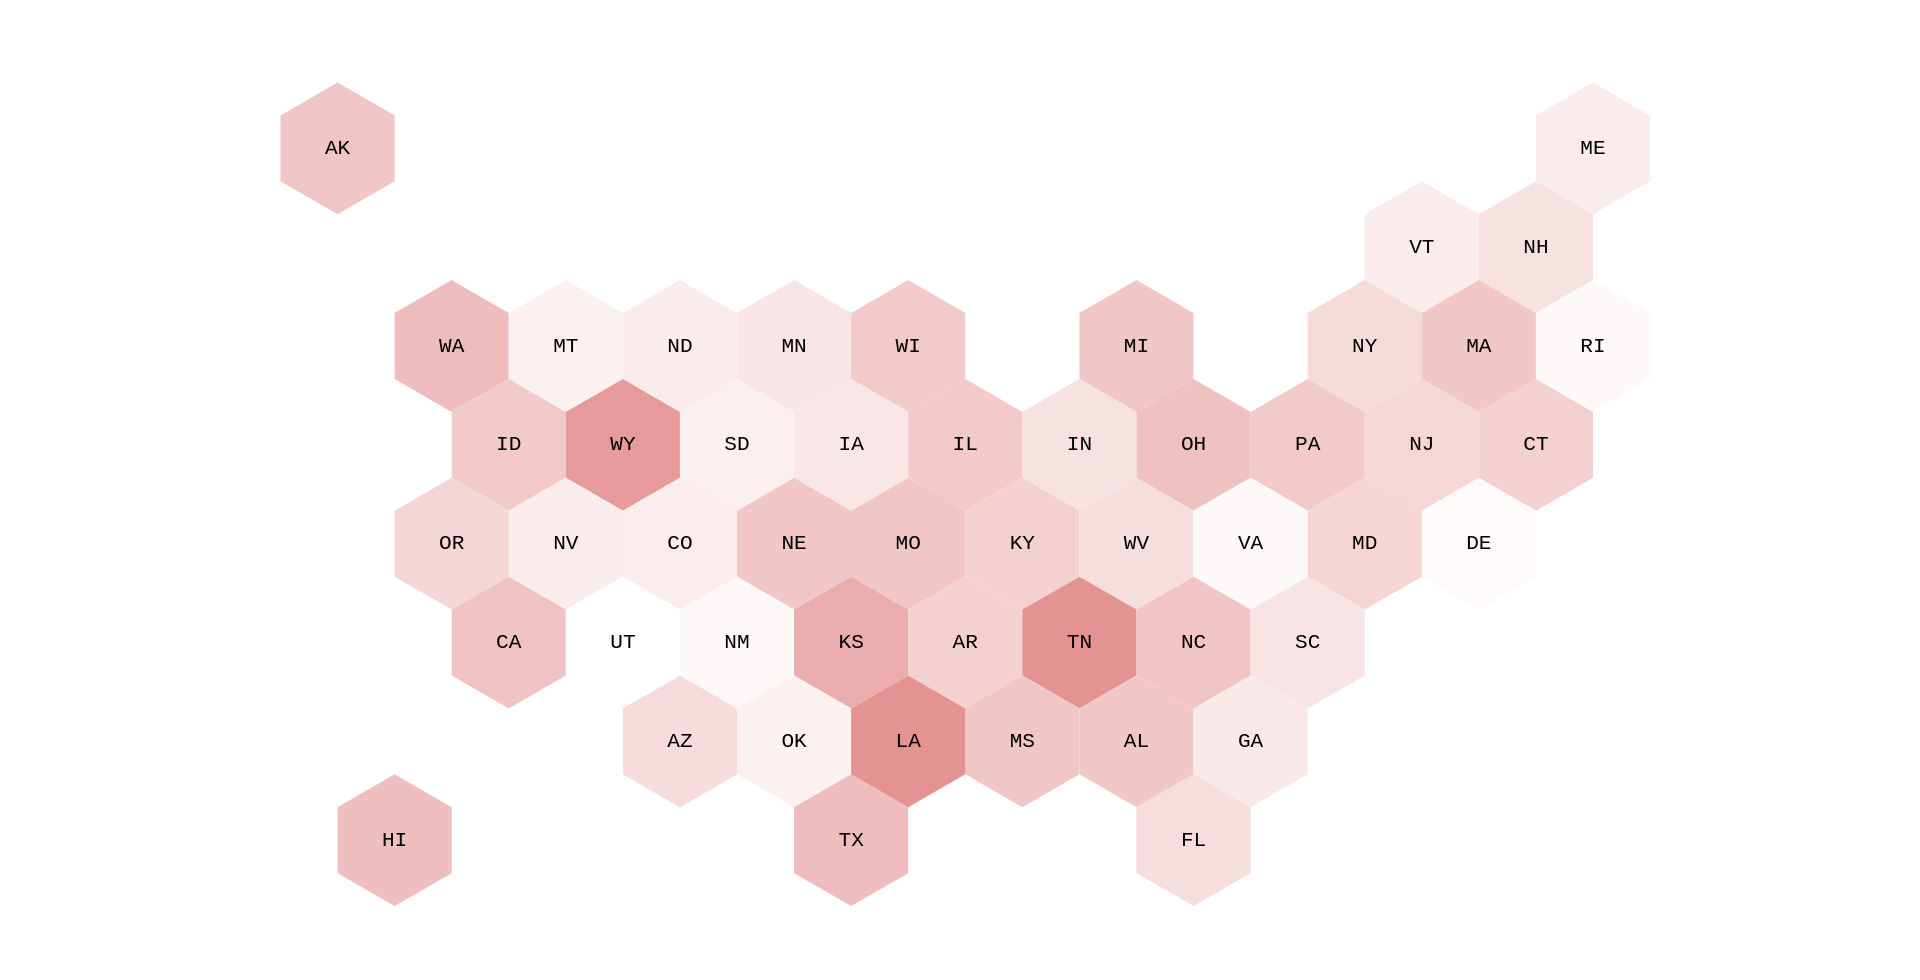 AK ME
VT NH
WA MT ND MN WI MI NY MA RI
ID WY SD IA IL IN OH PA NJ CT
OR NV CO NE MO KY WV VA MD DE
CA UT NM KS AR TN NC SC
AZ OK LA MS AL GA
HI TX FL